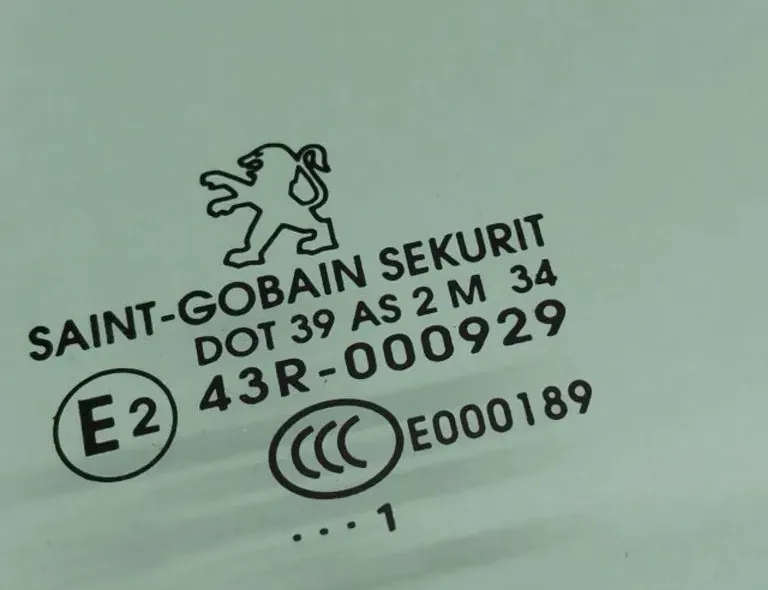 SAINT-GOBAIN SEKURIT
DOT 39 AS 2 M 34
E2 43R-000929
CCC E000189
... 1